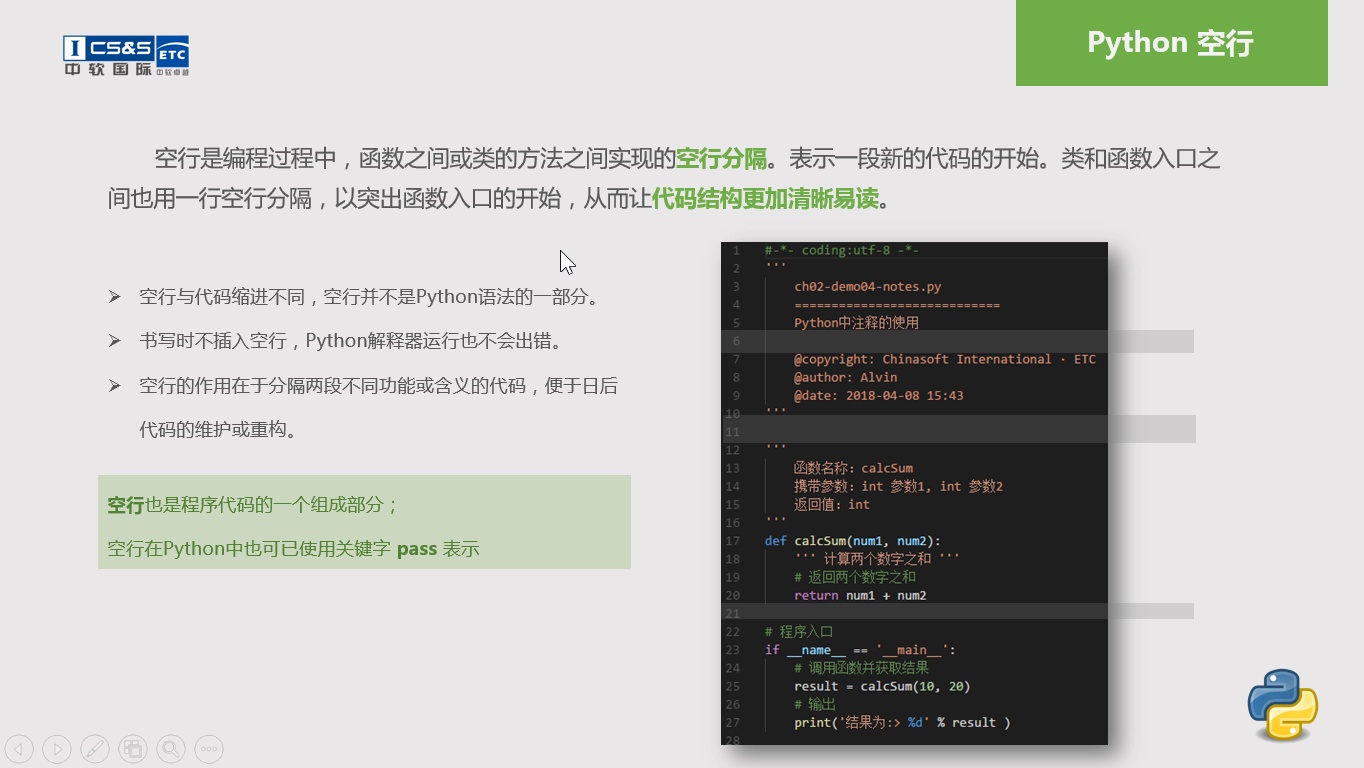 I CS&S ETC
中软国际 中软卓越
Python 空行
空行是编程过程中，函数之间或类的方法之间实现的空行分隔。表示一段新的代码的开始。类和函数入口之
间也用一行空行分隔，以突出函数入口的开始，从而让代码结构更加清晰易读。
➢ 空行与代码缩进不同，空行并不是Python语法的一部分。
➢ 书写时不插入空行，Python解释器运行也不会出错。
➢ 空行的作用在于分隔两段不同功能或含义的代码，便于日后
代码的维护或重构。
空行也是程序代码的一个组成部分；
空行在Python中也可已使用关键字 pass 表示
1 #-*- coding:utf-8 -*-
2 '''
3 ch02-demo04-notes.py
4 ============================
5 Python中注释的使用
6
7 @copyright: Chinasoft International · ETC
8 @author: Alvin
9 @date: 2018-04-08 15:43
10 '''
11
12 '''
13 函数名称: calcSum
14 携带参数: int 参数1, int 参数2
15 返回值: int
16 '''
17 def calcSum(num1, num2):
18 ''' 计算两个数字之和 '''
19 # 返回两个数字之和
20 return num1 + num2
21
22 # 程序入口
23 if __name__ == '__main__':
24 # 调用函数并获取结果
25 result = calcSum(10, 20)
26 # 输出
27 print('结果为:> %d' % result )
28